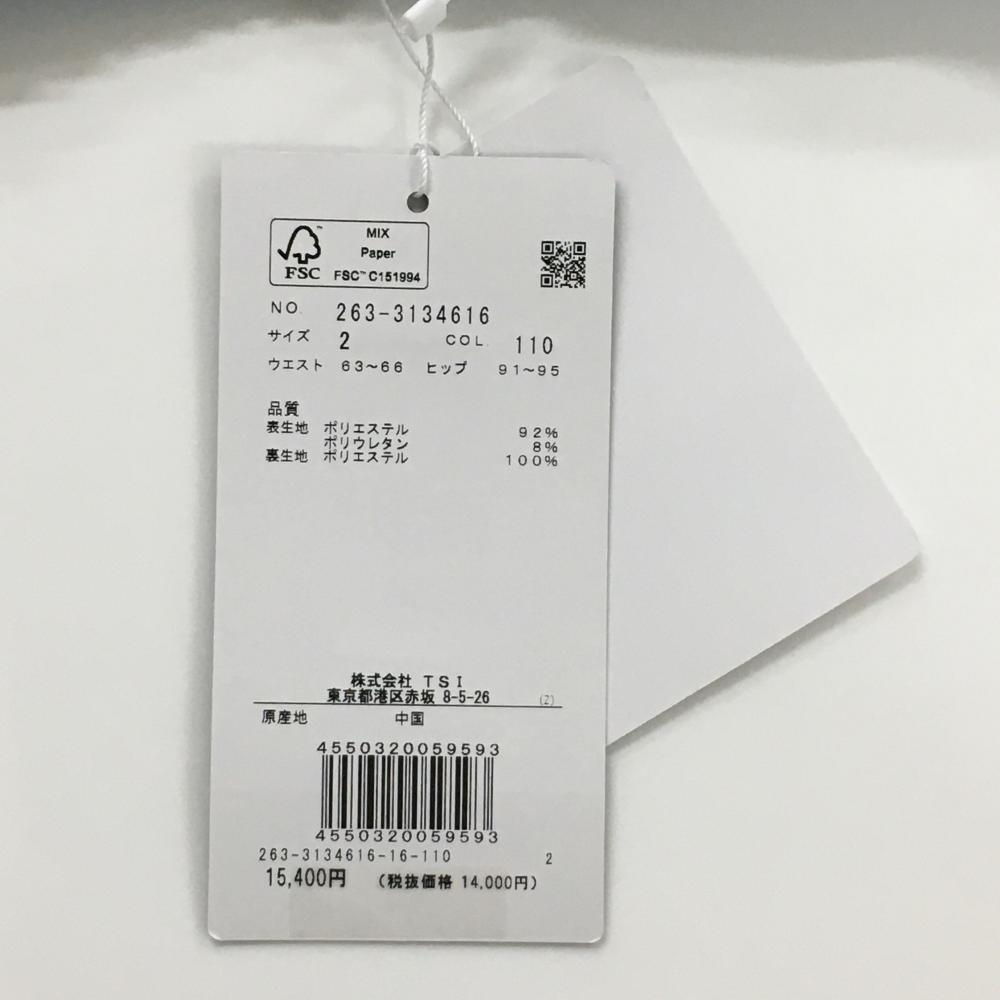 MIX
Paper
FSC™ FSC™ C151994
NO. 263-3134616
サイズ 2 COL. 110
ウエスト 63~66 ヒップ 91~95
品質
表生地 ポリエステル 92%
ポリウレタン 8%
裏生地 ポリエステル 100%
株式会社 TSI
東京都港区赤坂 8-5-26 (2)
原産地 中国
4550320059593
4550320059593
263-3134616-16-110 2
15,400円 (税抜価格 14,000円)